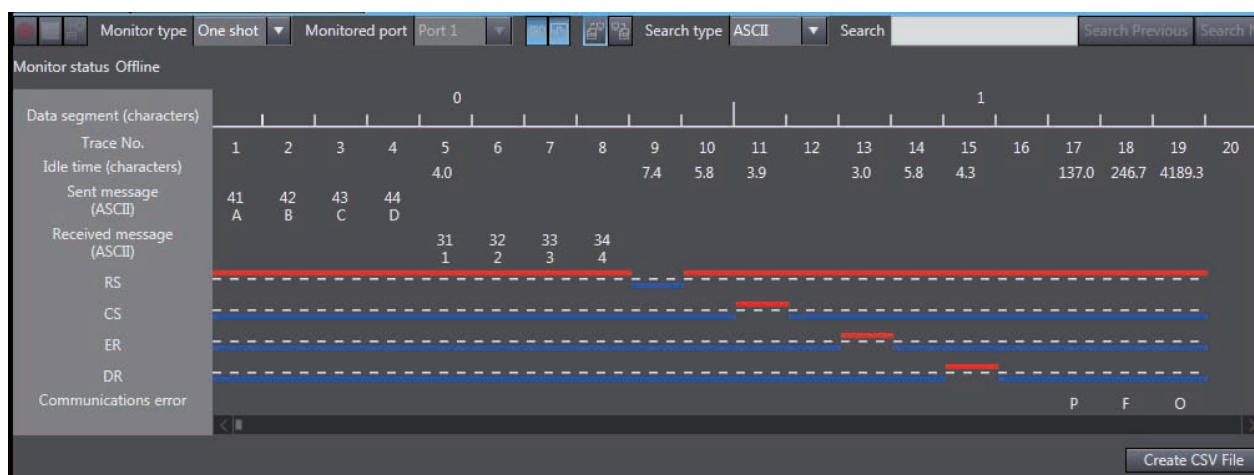 Monitor type One shot Monitored port Port 1 Search type ASCII Search Search Previous Search
Monitor status Offline
0 1
Data segment (characters)
Trace No. 1 2 3 4 5 6 7 8 9 10 11 12 13 14 15 16 17 18 19 20
Idle time (characters) 4.0 7.4 5.8 3.9 3.0 5.8 4.3 137.0 246.7 4189.3
Sent message 41 42 43 44
(ASCII) A B C D
Received message 31 32 33 34
(ASCII) 1 2 3 4
RS
CS
ER
DR
Communications error P F O
Create CSV File